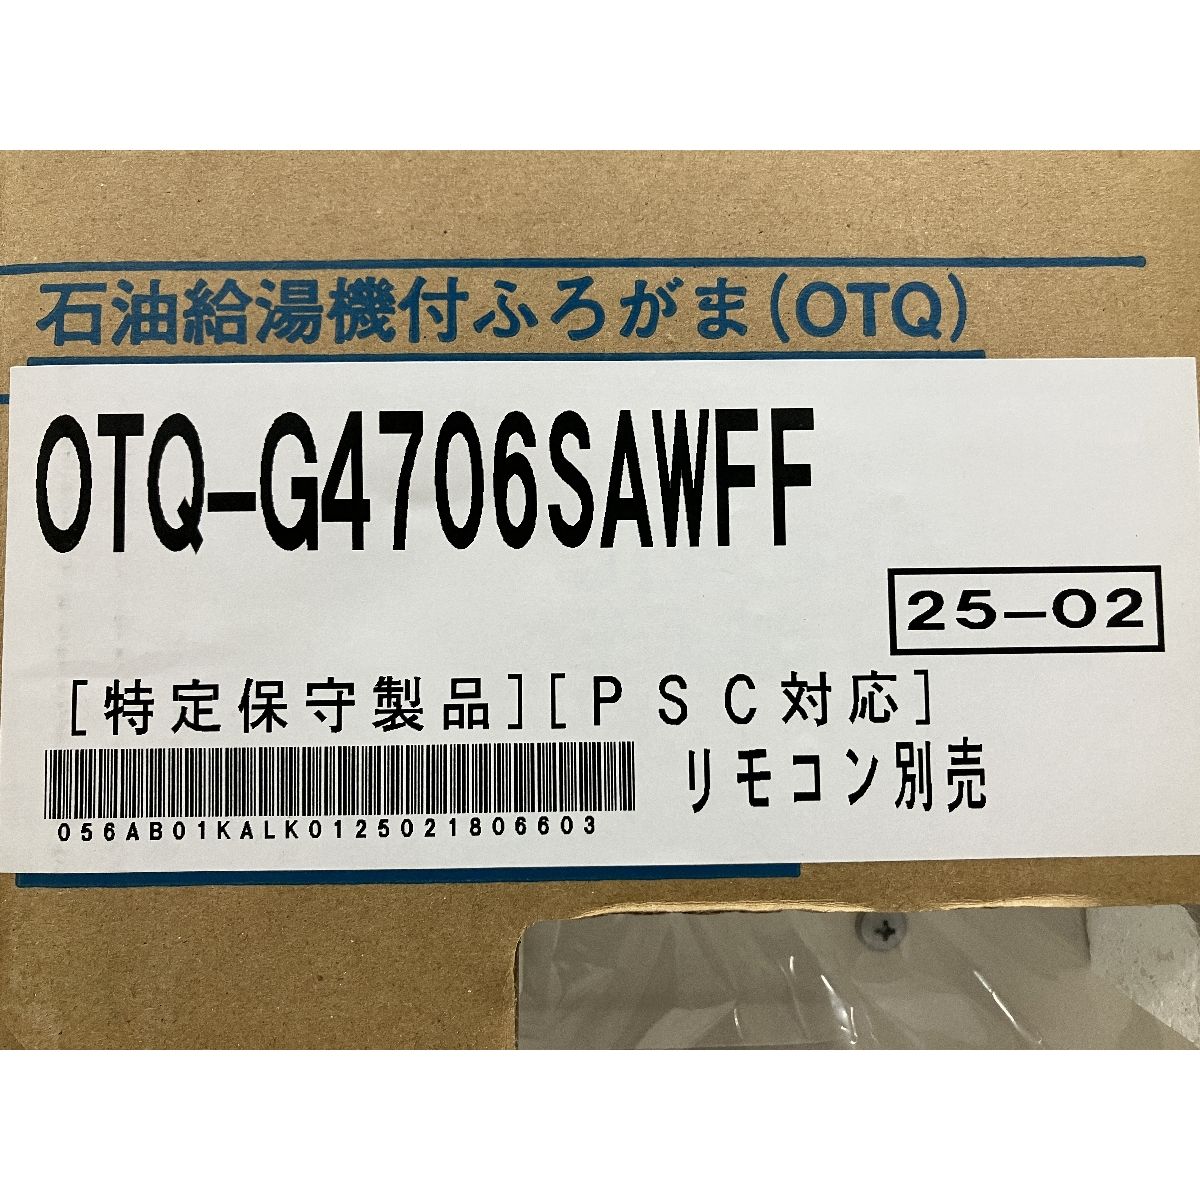 石油給湯機付ふろがま(OTQ)
OTQ-G4706SAWFF
25-02
[特定保守製品][PSC対応]
リモコン別売
056AB01KALK0125021806603